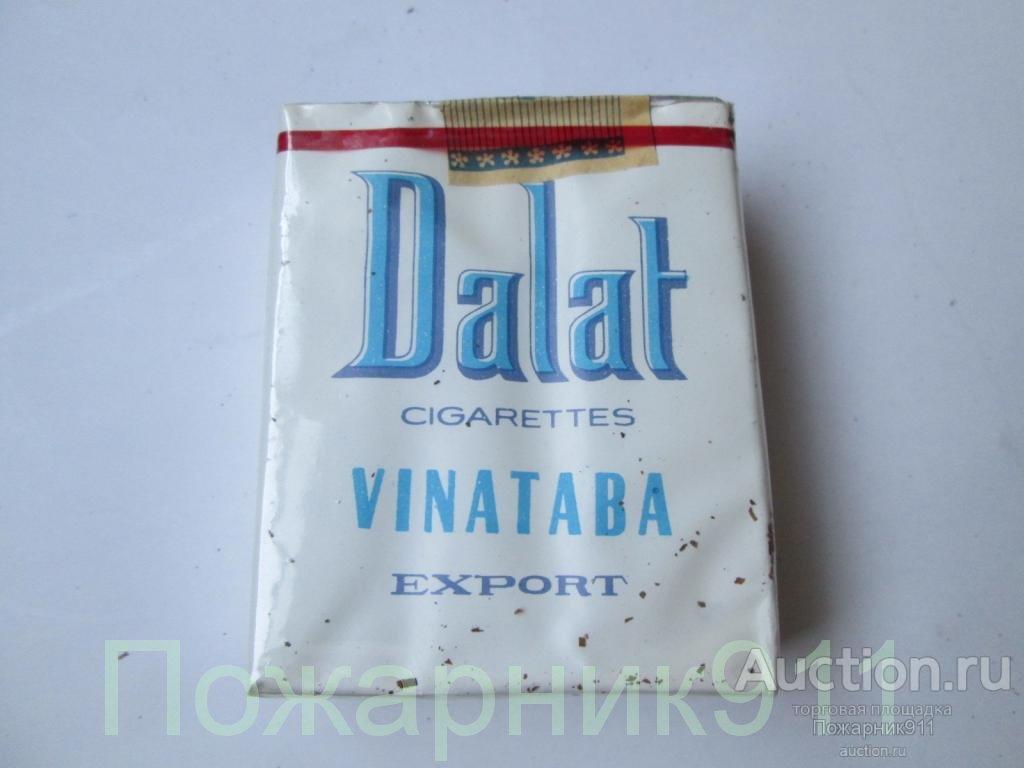 Dalat
CIGARETTES
VINATABA
EXPORT
Пожарник911
Auction.ru
торговая площадка
Пожарник911
auction.ru